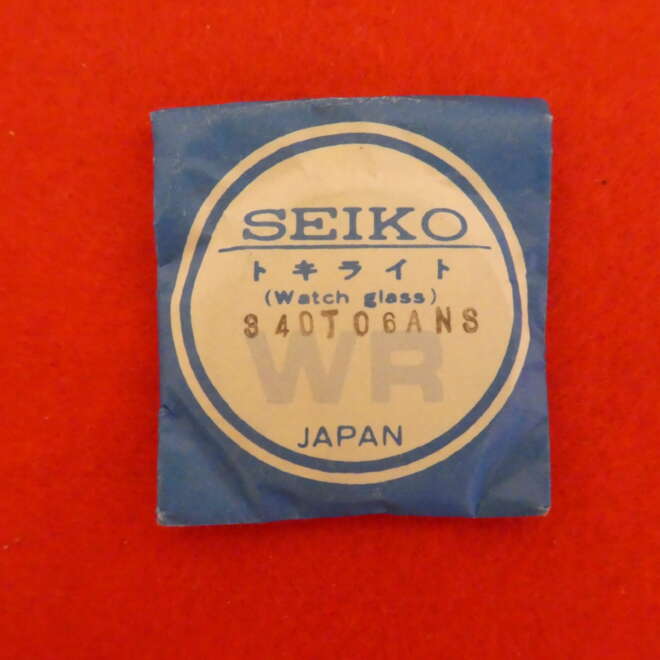 SEIKO
トキライト
(Watch glass)
340T06ANS
WR
JAPAN